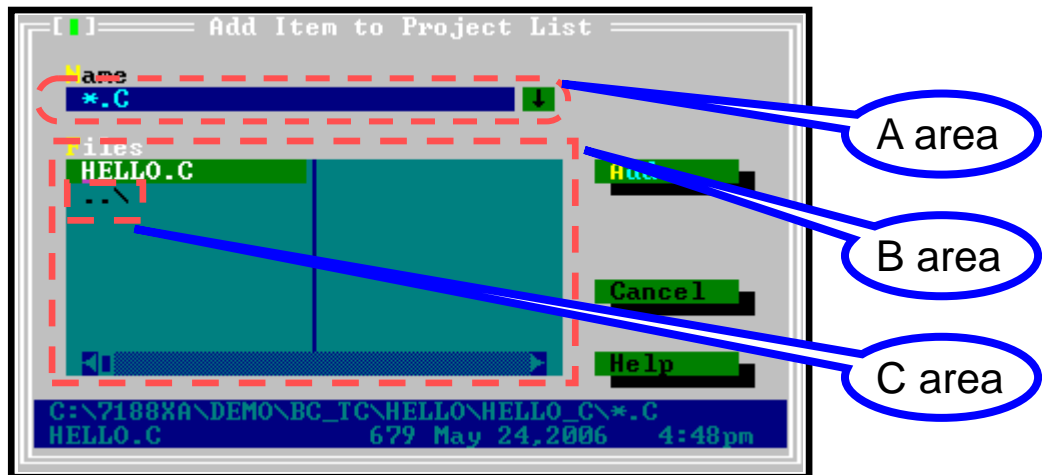 [ ] Add Item to Project List
Name
*.C ↓
A area
Files
HELLO.C
..\
Add
B area
Cancel
Help
C area
C:\7188XA\DEMO\BC_TC\HELLO\HELLO_C\*.C
HELLO.C 679 May 24,2006 4:48pm